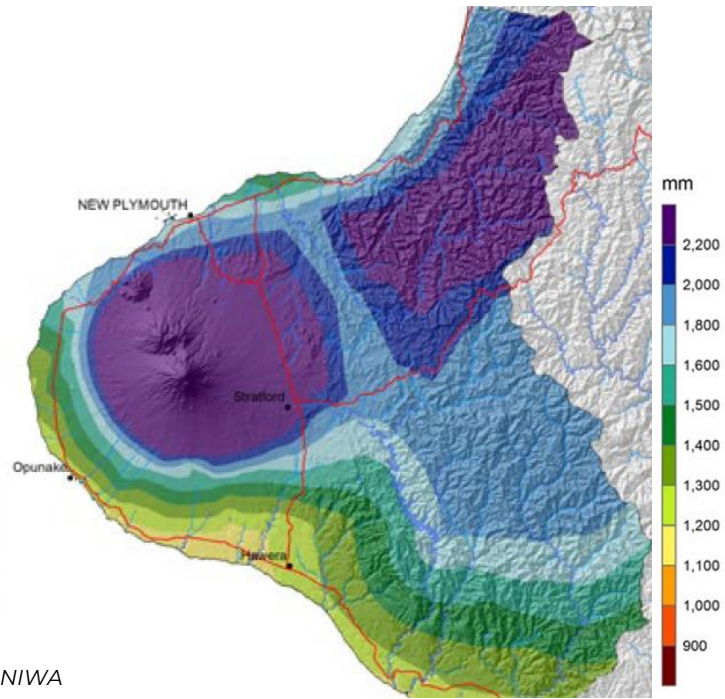 mm
NEW PLYMOUTH
2,200
2,000
1,800
1,600
Stratford
1,500
1,400
Opunake
1,300
1,200
1,100
Hawera
1,000
900
NIWA